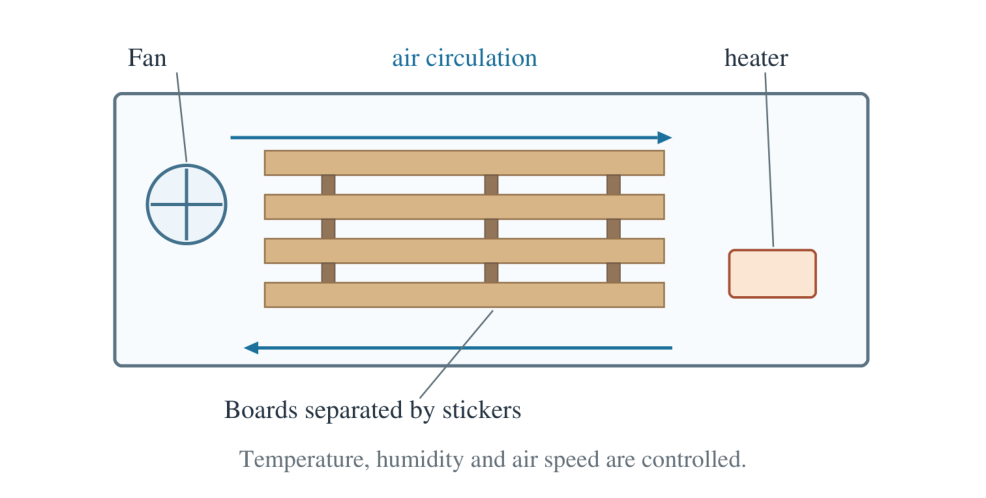 Fan
air circulation
heater
Boards separated by stickers
Temperature, humidity and air speed are controlled.